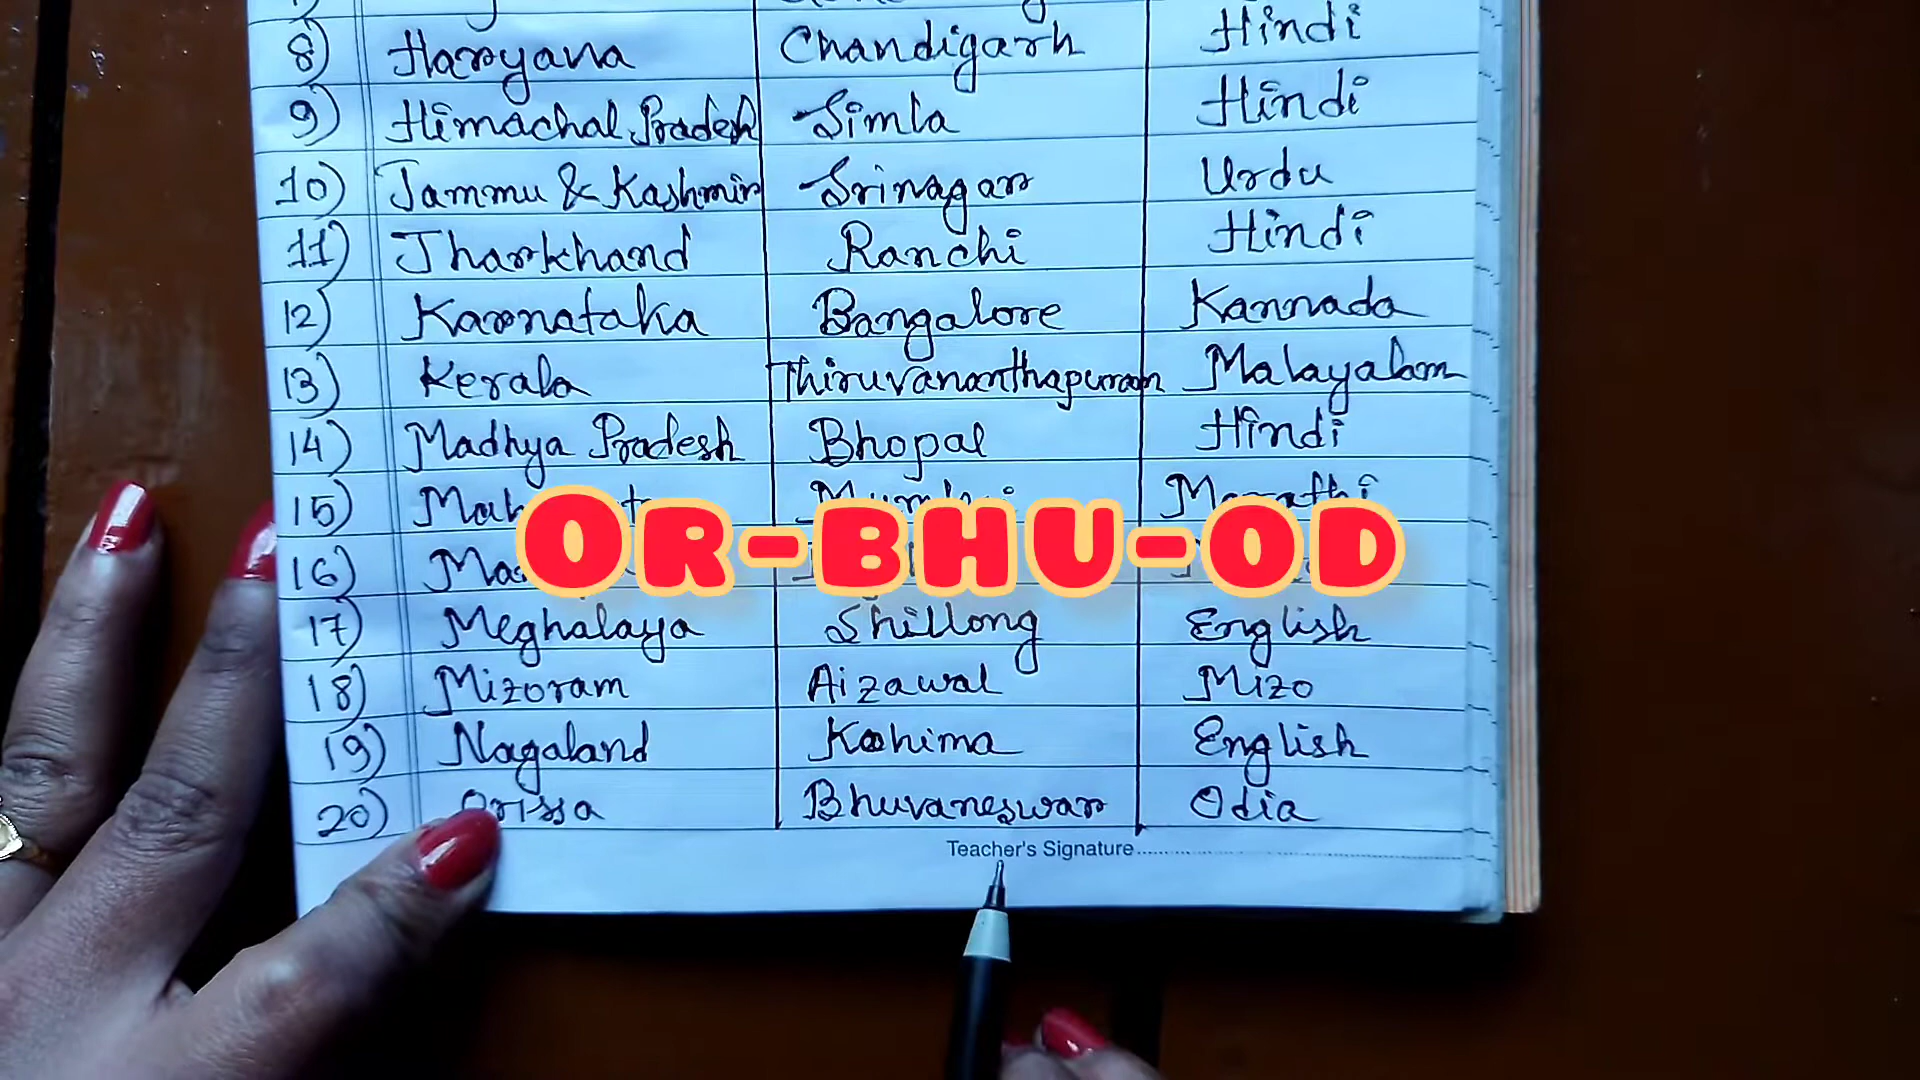 8) Haryana Chandigarh Hindi
9) Himachal Pradesh Simla Hindi
10) Jammu & Kashmir Srinagar Urdu
11) Jharkhand Ranchi Hindi
12) Karnataka Bangalore Kannada
13) Kerala Thiruvananthapuram Malayalam
14) Madhya Pradesh Bhopal Hindi
15) Mumbai Marathi
OR-BHU-OD
16)
17) Meghalaya Shillong English
18) Mizoram Aizawal Mizo
19) Nagaland Kohima English
20) Orissa Bhuvaneswar Odia
Teacher's Signature